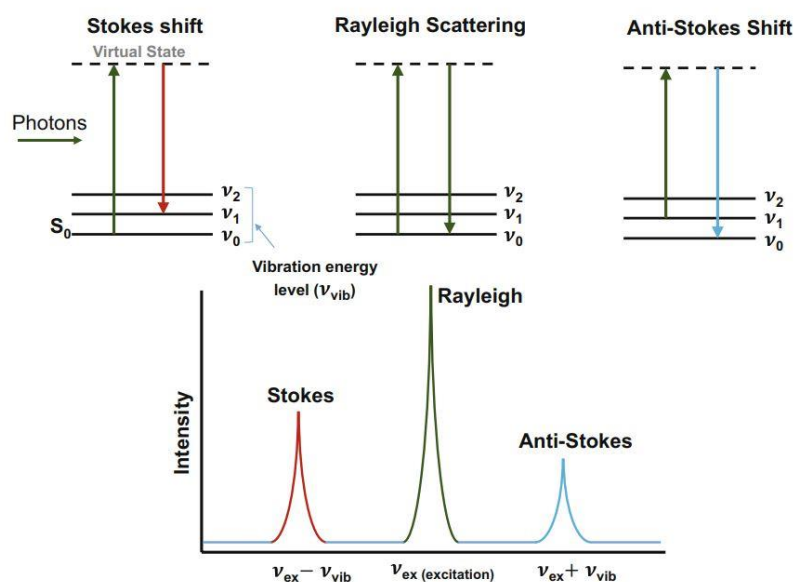 Stokes shift
Virtual State
Photons
ν2
ν1
ν0
S0
Vibration energy
level (νvib)
Rayleigh Scattering
ν2
ν1
ν0
Anti-Stokes Shift
ν2
ν1
ν0
Intensity
Stokes
Rayleigh
Anti-Stokes
νex − νvib
νex (excitation)
νex+ νvib